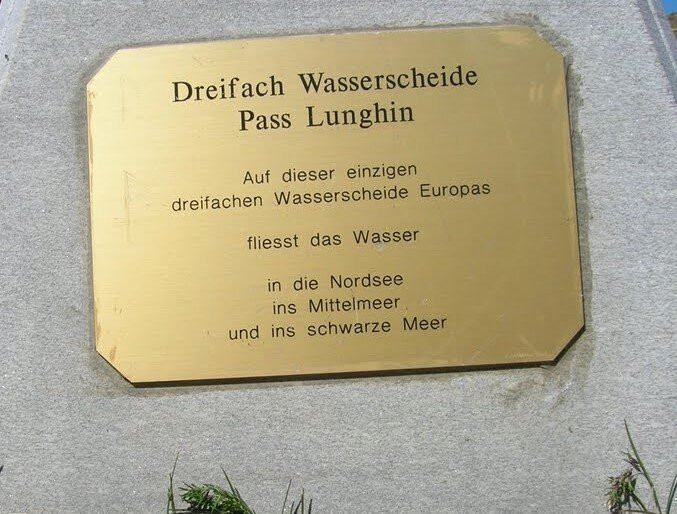 Dreifach Wasserscheide
Pass Lunghin
Auf dieser einzigen
dreifachen Wasserscheide Europas
fliesst das Wasser
in die Nordsee
ins Mittelmeer
und ins schwarze Meer